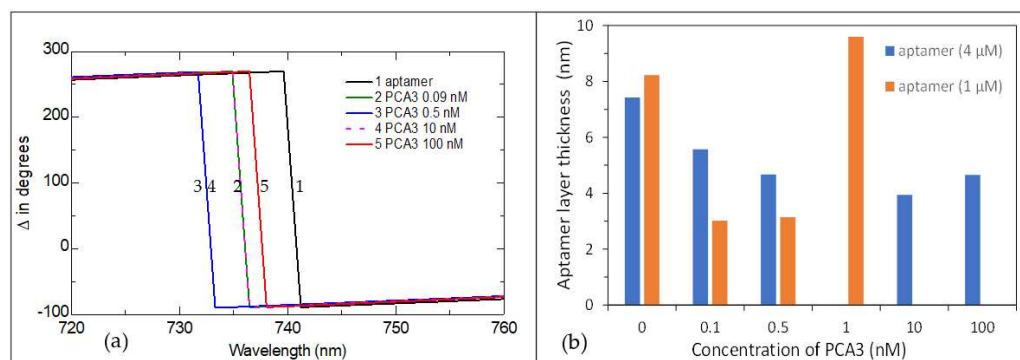 300
200
100
0
-100
720
730
740
750
760
Δ in degrees
Wavelength (nm)
(a)
1 aptamer
2 PCA3 0.09 nM
3 PCA3 0.5 nM
4 PCA3 10 nM
5 PCA3 100 nM
3 4 2 5 1
10
8
6
4
2
0
0 0.1 0.5 1 10 100
Aptamer layer thickness (nm)
Concentration of PCA3 (nM)
aptamer (4 μM)
aptamer (1 μM)
(b)